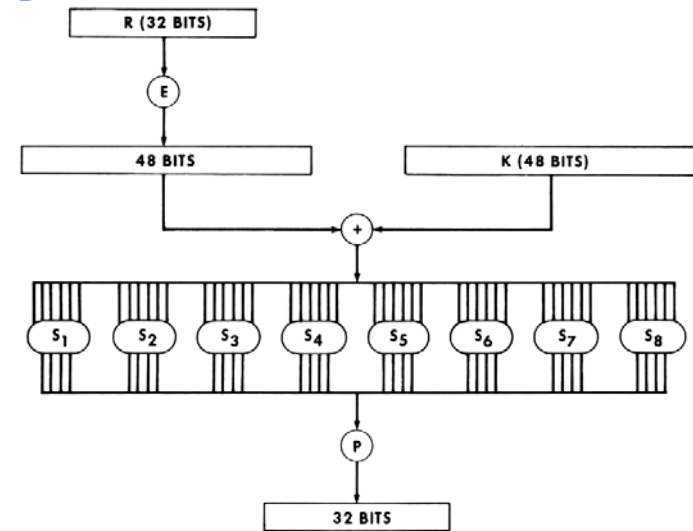 R (32 BITS)
E
48 BITS
K (48 BITS)
+
S1 S2 S3 S4 S5 S6 S7 S8
P
32 BITS